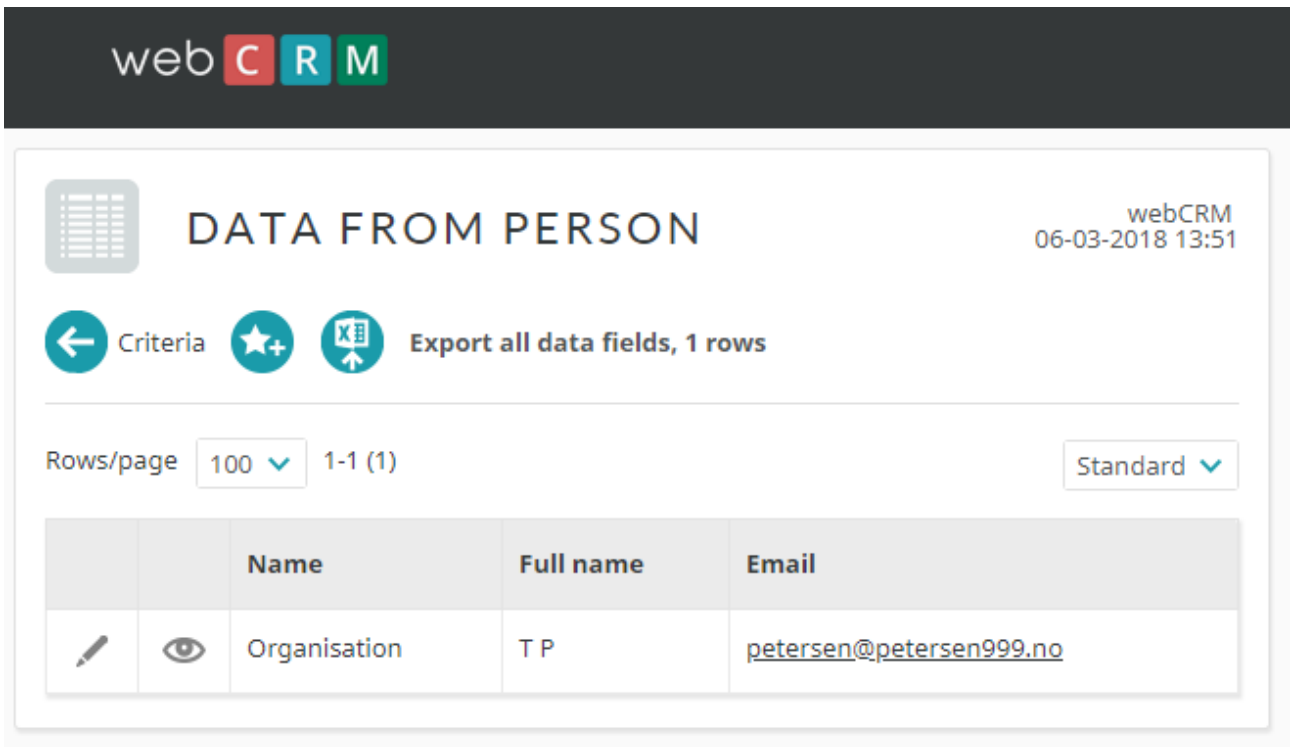 web C R M
DATA FROM PERSON
webCRM
06-03-2018 13:51
Criteria
Export all data fields, 1 rows
Rows/page 100 1-1 (1) Standard
Name Full name Email
Organisation T P petersen@petersen999.no